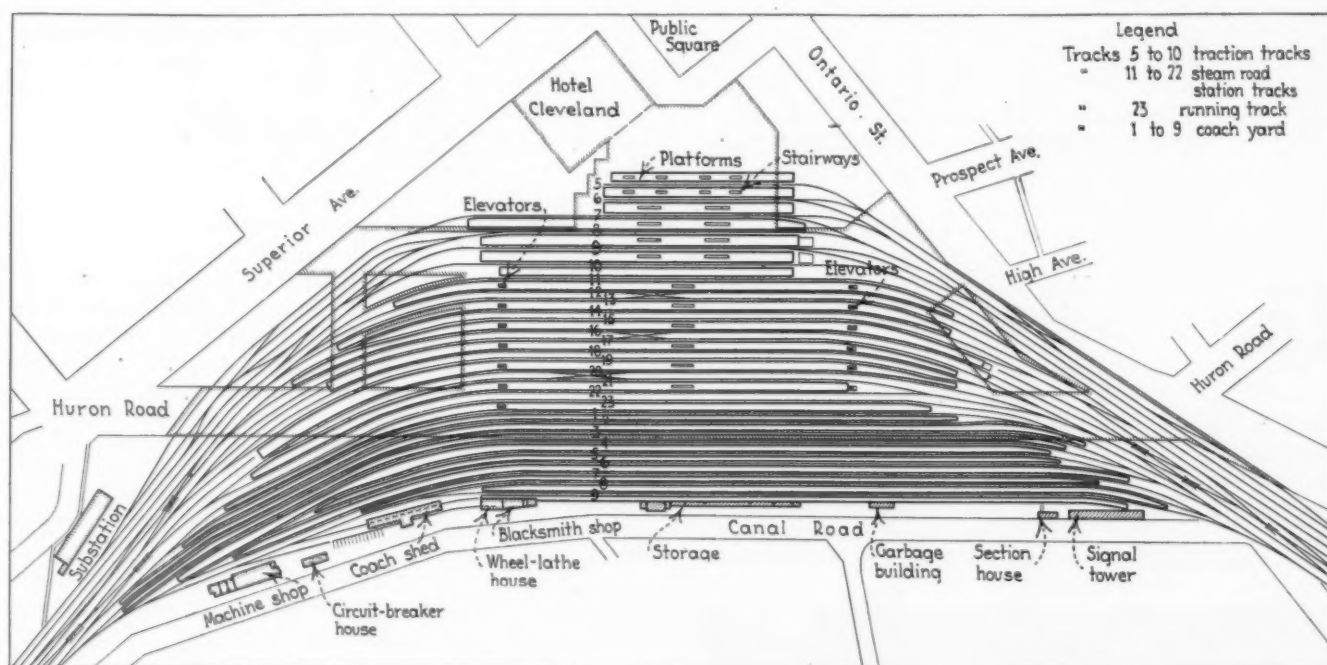 Public
Square
Hotel
Cleveland
Ontario. St.
Legend
Tracks 5 to 10 traction tracks
" 11 to 22 steam road
station tracks
" 23 running track
" 1 to 9 coach yard
Prospect Ave.
High Ave.
Superior Ave.
Platforms
Stairways
Elevators
Elevators
5
6
7
8
9
10
11
12
13
14
15
16
17
18
19
20
21
22
23
1
3
4
5
6
7
8
9
Huron Road
Huron Road
Substation
Machine shop
Circuit-breaker
house
Coach shed
Blacksmith shop
Wheel-lathe
house
Storage
Canal Road
Garbage
building
Section
house
Signal
tower